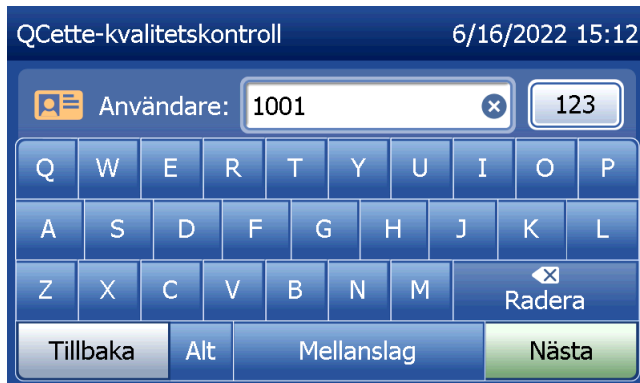 QCette-kvalitetskontroll 6/16/2022 15:12
Användare: 1001 123
Q W E R T Y U I O P
A S D F G H J K L
Z X C V B N M Radera
Tillbaka Alt Mellanslag Nästa